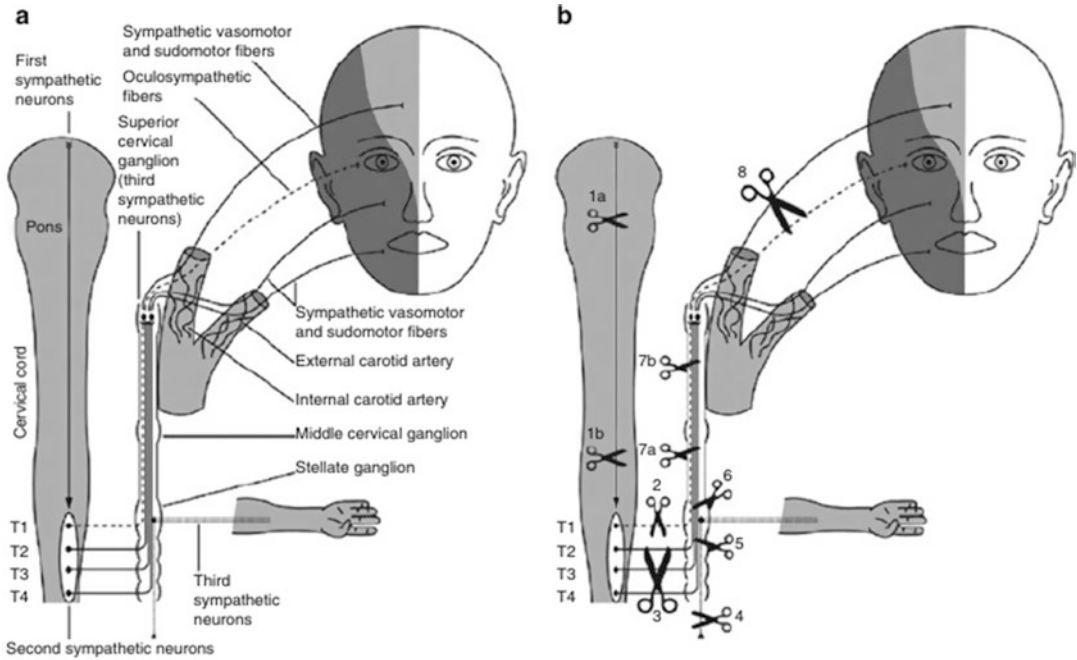 a
Sympathetic vasomotor
and sudomotor fibers
Oculosympathetic
fibers
First
sympathetic
neurons
Superior
cervical
ganglion
(third
sympathetic
neurons)
Pons
Cervical cord
Sympathetic vasomotor
and sudomotor fibers
External carotid artery
Internal carotid artery
Middle cervical ganglion
Stellate ganglion
T1
T2
T3
T4
Third
sympathetic
neurons
Second sympathetic neurons
b
8
1a
7b
1b
7a
6
2
T1
T2
5
T3
T4
3
4